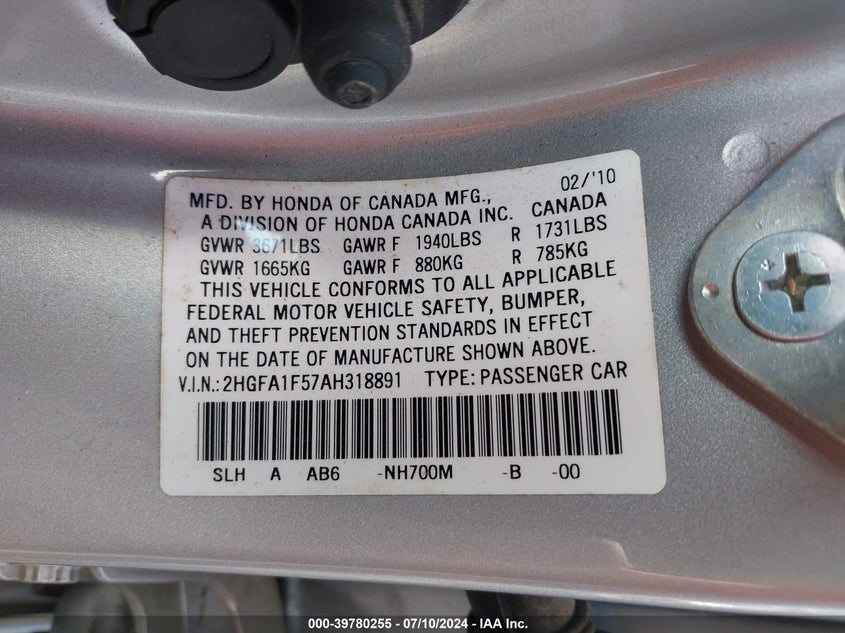 02/'10
MFD. BY HONDA OF CANADA MFG.,
A DIVISION OF HONDA CANADA INC. CANADA
GVWR 3671LBS GAWR F 1940LBS R 1731LBS
GVWR 1665KG GAWR F 880KG R 785KG
THIS VEHICLE CONFORMS TO ALL APPLICABLE
FEDERAL MOTOR VEHICLE SAFETY, BUMPER,
AND THEFT PREVENTION STANDARDS IN EFFECT
ON THE DATE OF MANUFACTURE SHOWN ABOVE.
V.I.N.: 2HGFA1F57AH318891 TYPE: PASSENGER CAR
SLH A AB6 -NH700M -B -00
000-39780255 - 07/10/2024 - IAA Inc.